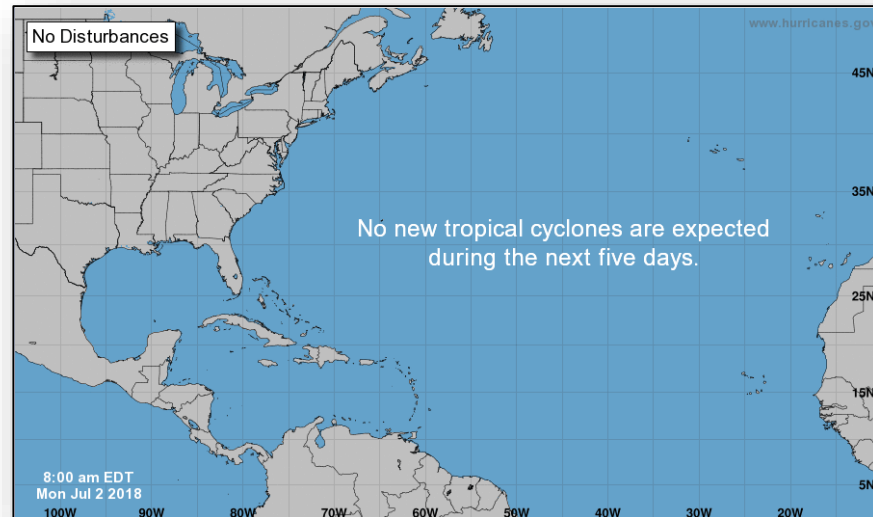 No Disturbances
www.hurricanes.gov
45N
35N
No new tropical cyclones are expected
during the next five days.
25N
15N
8:00 am EDT
Mon Jul 2 2018
5N
100W 90W 80W 70W 60W 50W 40W 30W 20W